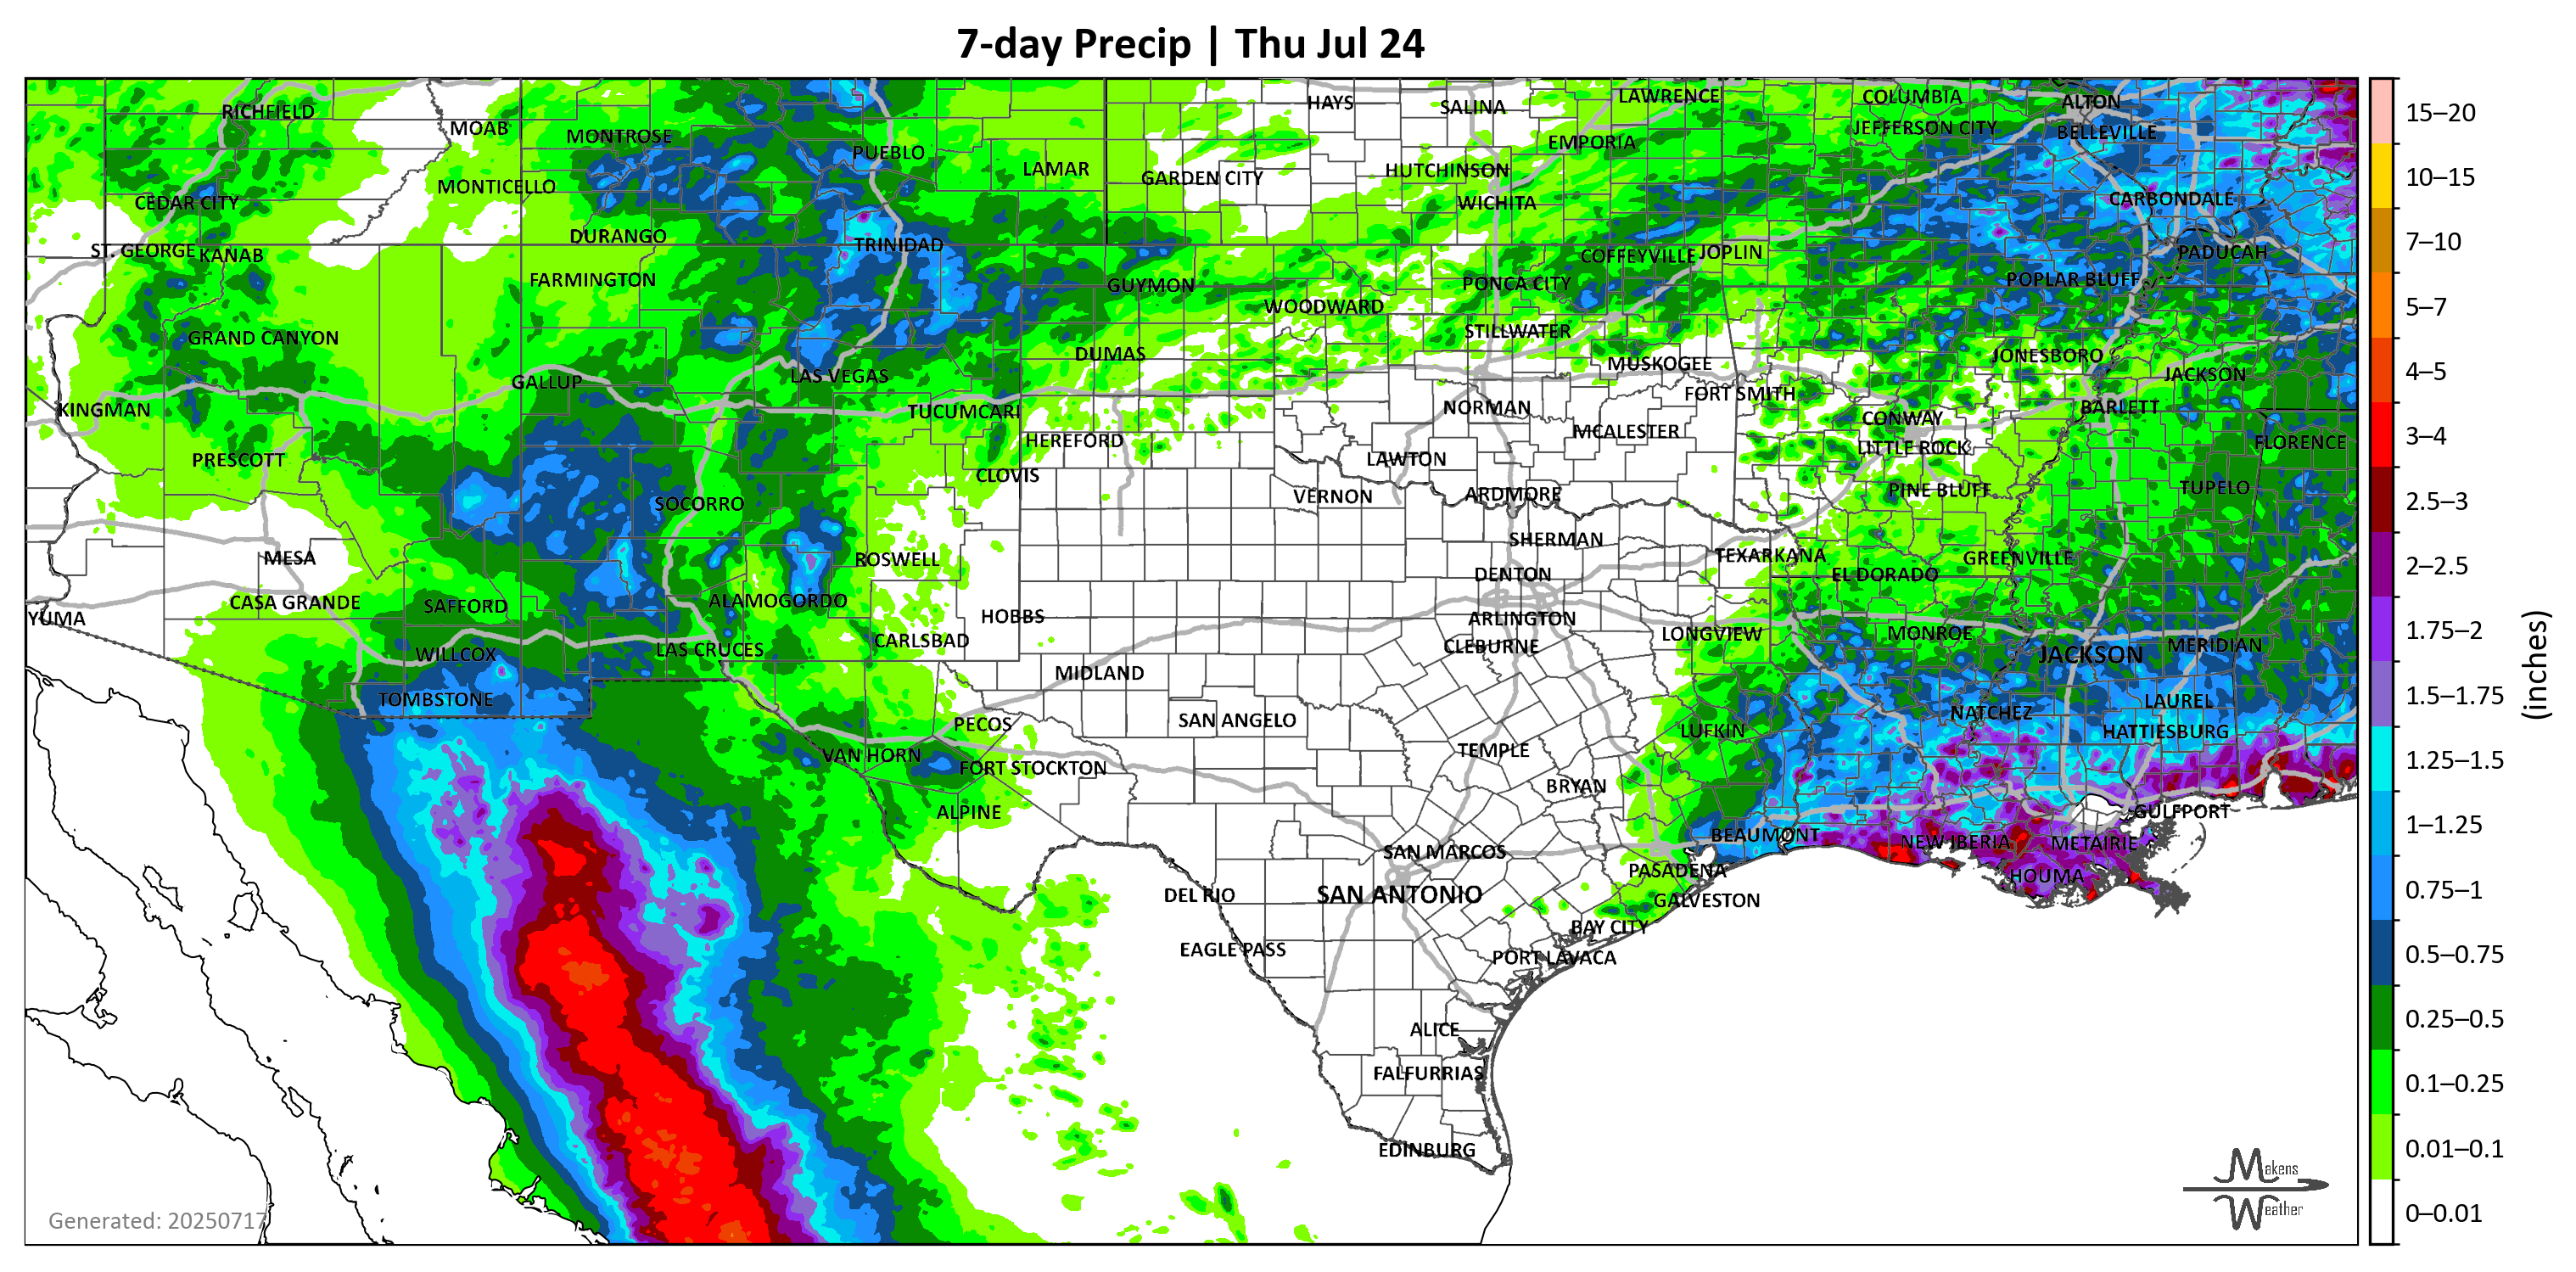 7-day Precip | Thu Jul 24
RICHFIELD
MOAB
MONTROSE
PUEBLO
LAMAR
HAYS
SALINA
LAWRENCE
COLUMBIA
ALTON
JEFFERSON CITY
BELLEVILLE
EMPORIA
MONTICELLO
GARDEN CITY
HUTCHINSON
CEDAR CITY
WICHITA
CARBONDALE
ST. GEORGE
KANAB
DURANGO
TRINIDAD
COFFEYVILLE
JOPLIN
PADUCAH
FARMINGTON
GUYMON
PONCA CITY
POPLAR BLUFF
WOODWARD
GRAND CANYON
STILLWATER
DUMAS
JONESBORO
MUSKOGEE
GALLUP
LAS VEGAS
JACKSON
FORT SMITH
KINGMAN
TUCUMCARI
NORMAN
BARLETT
CONWAY
HEREFORD
MCALESTER
FLORENCE
PRESCOTT
LITTLE ROCK
LAWTON
CLOVIS
PINE BLUFF
TUPELO
SOCORRO
VERNON
ARDMORE
SHERMAN
MESA
ROSWELL
TEXARKANA
GREENVILLE
DENTON
EL DORADO
CASA GRANDE
SAFFORD
ALAMOGORDO
YUMA
HOBBS
ARLINGTON
LONGVIEW
MONROE
CARLSBAD
CLEBURNE
MERIDIAN
WILLCOX
LAS CRUCES
JACKSON
MIDLAND
TOMBSTONE
LAUREL
NATCHEZ
PECOS
SAN ANGELO
LUFKIN
HATTIESBURG
VAN HORN
TEMPLE
FORT STOCKTON
BRYAN
ALPINE
GULFPORT
BEAUMONT
NEW IBERIA
METAIRIE
SAN MARCOS
PASADENA
HOUMA
DEL RIO
SAN ANTONIO
GALVESTON
BAY CITY
EAGLE PASS
PORT LAVACA
ALICE
FALFURRIAS
EDINBURG
Generated: 20250717
Makens
Weather
15–20
10–15
7–10
5–7
4–5
3–4
2.5–3
2–2.5
1.75–2
1.5–1.75
1.25–1.5
1–1.25
0.75–1
0.5–0.75
0.25–0.5
0.1–0.25
0.01–0.1
0–0.01
(inches)